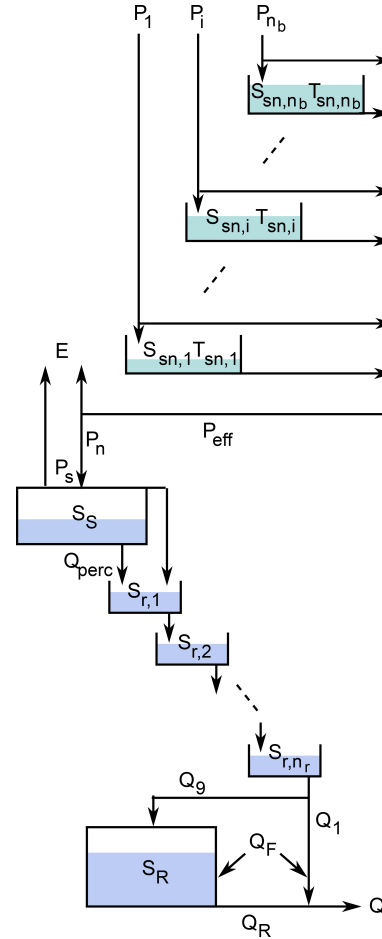 P1 Pi Pnb
Ssn,nb Tsn,nb
Ssn,i Tsn,i
Ssn,1 Tsn,1
E
Pn
Peff
Ps
SS
Qperc
Sr,1
Sr,2
Sr,nr
Q9
Q1
QF
SR
Q
QR